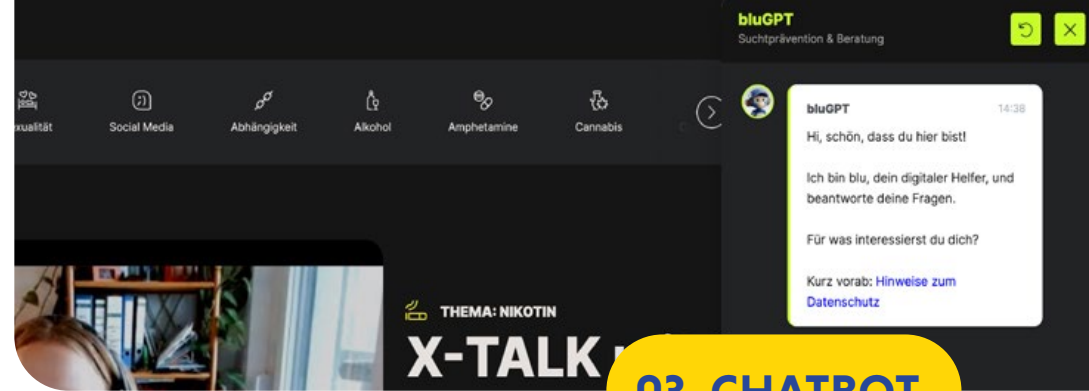 bluGPT
Suchtprävention & Beratung
Social Media
Abhängigkeit
Alkohol
Amphetamine
Cannabis
bluGPT 14:38
Hi, schön, dass du hier bist!
Ich bin blu, dein digitaler Helfer, und
beantworte deine Fragen.
Für was interessierst du dich?
Kurz vorab: Hinweise zum
Datenschutz
THEMA: NIKOTIN
X-TALK
03. CHATBOT